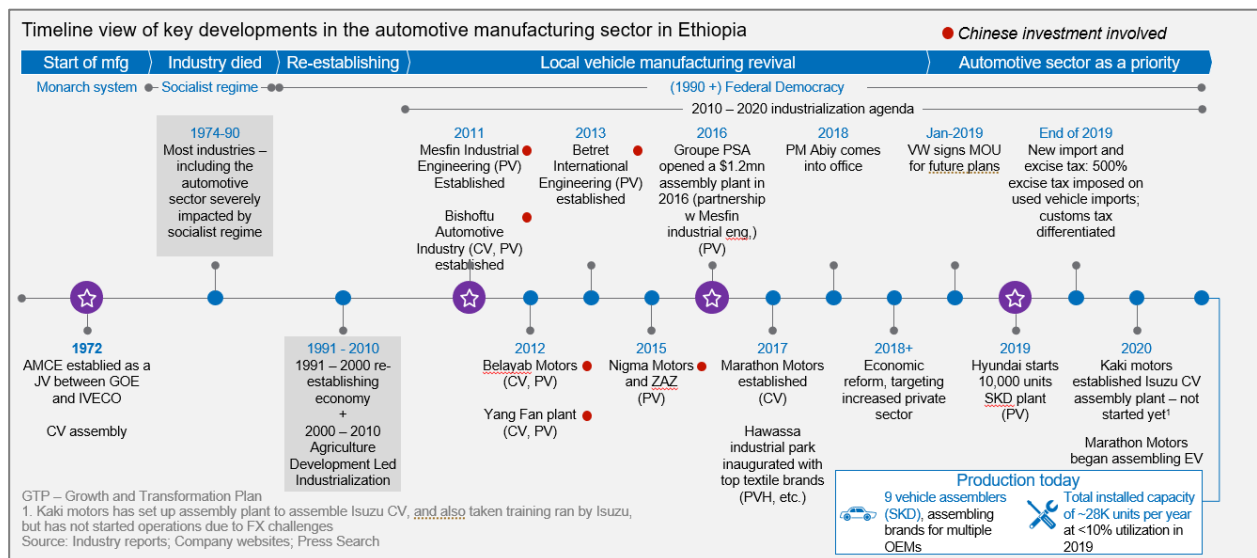 Timeline view of key developments in the automotive manufacturing sector in Ethiopia
Chinese investment involved
Start of mfg
Industry died
Re-establishing
Local vehicle manufacturing revival
Automotive sector as a priority
Monarch system
Socialist regime
(1990 +) Federal Democracy
2010 – 2020 industrialization agenda
1974-90
Most industries –
including the
automotive
sector severely
impacted by
socialist regime
2011
Mesfin Industrial
Engineering (PV)
Established
Bishoftu
Automotive
Industry (CV, PV)
established
2013
Betret
International
Engineering (PV)
established
2016
Groupe PSA
opened a $1.2mn
assembly plant in
2016 (partnership
w Mesfin
industrial eng,)
(PV)
2018
PM Abiy comes
into office
Jan-2019
VW signs MOU
for future plans
End of 2019
New import and
excise tax: 500%
excise tax imposed on
used vehicle imports;
customs tax
differentiated
1972
AMCE establied as a
JV between GOE
and IVECO
CV assembly
1991 - 2010
1991 – 2000 re-
establishing
economy
+
2000 – 2010
Agriculture
Development Led
Industrialization
2012
Belayab Motors
(CV, PV)
Yang Fan plant
(CV, PV)
2015
Nigma Motors
and ZAZ
(PV)
2017
Marathon Motors
established
(CV)
Hawassa
industrial park
inaugurated with
top textile brands
(PVH, etc.)
2018+
Economic
reform, targeting
increased private
sector
2019
Hyundai starts
10,000 units
SKD plant
(PV)
2020
Kaki motors
established Isuzu CV
assembly plant – not
started yet¹
Marathon Motors
began assembling EV
Production today
9 vehicle assemblers
(SKD), assembling
brands for multiple
OEMs
Total installed capacity
of ~28K units per year
at <10% utilization in
2019
GTP – Growth and Transformation Plan
1. Kaki motors has set up assembly plant to assemble Isuzu CV, and also taken training ran by Isuzu,
but has not started operations due to FX challenges
Source: Industry reports; Company websites; Press Search